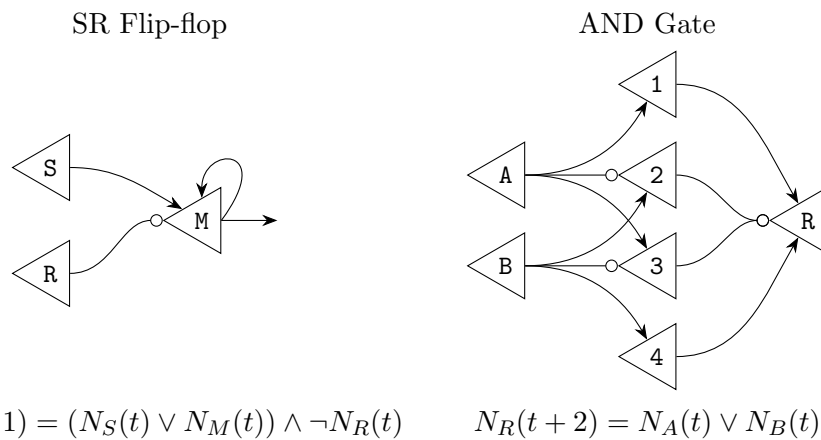 SR Flip-flop
AND Gate
S
R
M
A
B
1
2
3
4
R
1) = (N_S(t) ∨ N_M(t)) ∧ ¬N_R(t)
N_R(t + 2) = N_A(t) ∨ N_B(t)